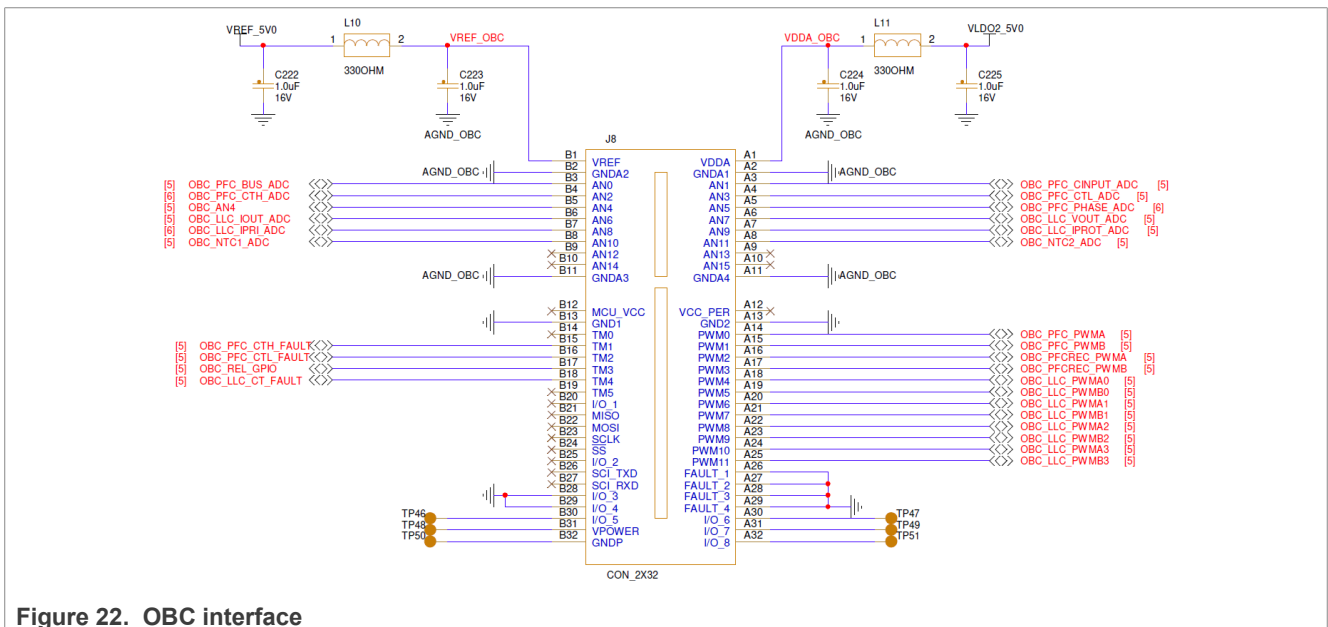 VREF_5V0 L10 VREF_OBC VDDA_OBC L11 VLDO2_5V0
1 2 1 2
330OHM 330OHM
C222 C223 C224 C225
1.0uF 1.0uF 1.0uF 1.0uF
16V 16V 16V 16V
AGND_OBC AGND_OBC
J8
B1 VREF VDDA A1
AGND_OBC B2 GNDA2 GNDA1 A2 AGND_OBC
[5] OBC_PFC_BUS_ADC B3 AN0 AN1 A3 OBC_PFC_CINPUT_ADC [5]
[6] OBC_PFC_CTH_ADC B4 AN2 AN3 A4 OBC_PFC_CTL_ADC [5]
[5] OBC_AN4 B5 AN4 AN5 A5 OBC_PFC_PHASE_ADC [6]
[5] OBC_LLC_IOUT_ADC B6 AN6 AN7 A6 OBC_LLC_VOUT_ADC [5]
[6] OBC_LLC_IPRI_ADC B7 AN8 AN9 A7 OBC_LLC_IPROT_ADC [5]
[5] OBC_NTC1_ADC B8 AN10 AN11 A8 OBC_NTC2_ADC [5]
B9 AN12 AN13 A9
B10 AN14 AN15 A10
AGND_OBC B11 GNDA3 GNDA4 A11 AGND_OBC
B12 MCU_VCC VCC_PER A12
B13 GND1 GND2 A13
B14 TM0 PWM0 A14 OBC_PFC_PWMA [5]
[5] OBC_PFC_CTH_FAULT B15 TM1 PWM1 A15 OBC_PFC_PWMB [5]
[5] OBC_PFC_CTL_FAULT B16 TM2 PWM2 A16 OBC_PFCREC_PWMA [5]
[5] OBC_REL_GPIO B17 TM3 PWM3 A17 OBC_PFCREC_PWMB [5]
[5] OBC_LLC_CT_FAULT B18 TM4 PWM4 A18 OBC_LLC_PWMA0 [5]
B19 TM5 PWM5 A19 OBC_LLC_PWMB0 [5]
B20 I/O_1 PWM6 A20 OBC_LLC_PWMA1 [5]
B21 MISO PWM7 A21 OBC_LLC_PWMB1 [5]
B22 MOSI PWM8 A22 OBC_LLC_PWMA2 [5]
B23 SCLK PWM9 A23 OBC_LLC_PWMB2 [5]
B24 SS PWM10 A24 OBC_LLC_PWMA3 [5]
B25 I/O_2 PWM11 A25 OBC_LLC_PWMB3 [5]
B26 SCI_TXD FAULT_1 A26
B27 SCI_RXD FAULT_2 A27
B28 I/O_3 FAULT_3 A28
B29 I/O_4 FAULT_4 A29
TP46 B30 I/O_5 I/O_6 A30 TP47
TP48 B31 VPOWER I/O_7 A31 TP49
TP50 B32 GNDP I/O_8 A32 TP51
CON_2X32
Figure 22. OBC interface